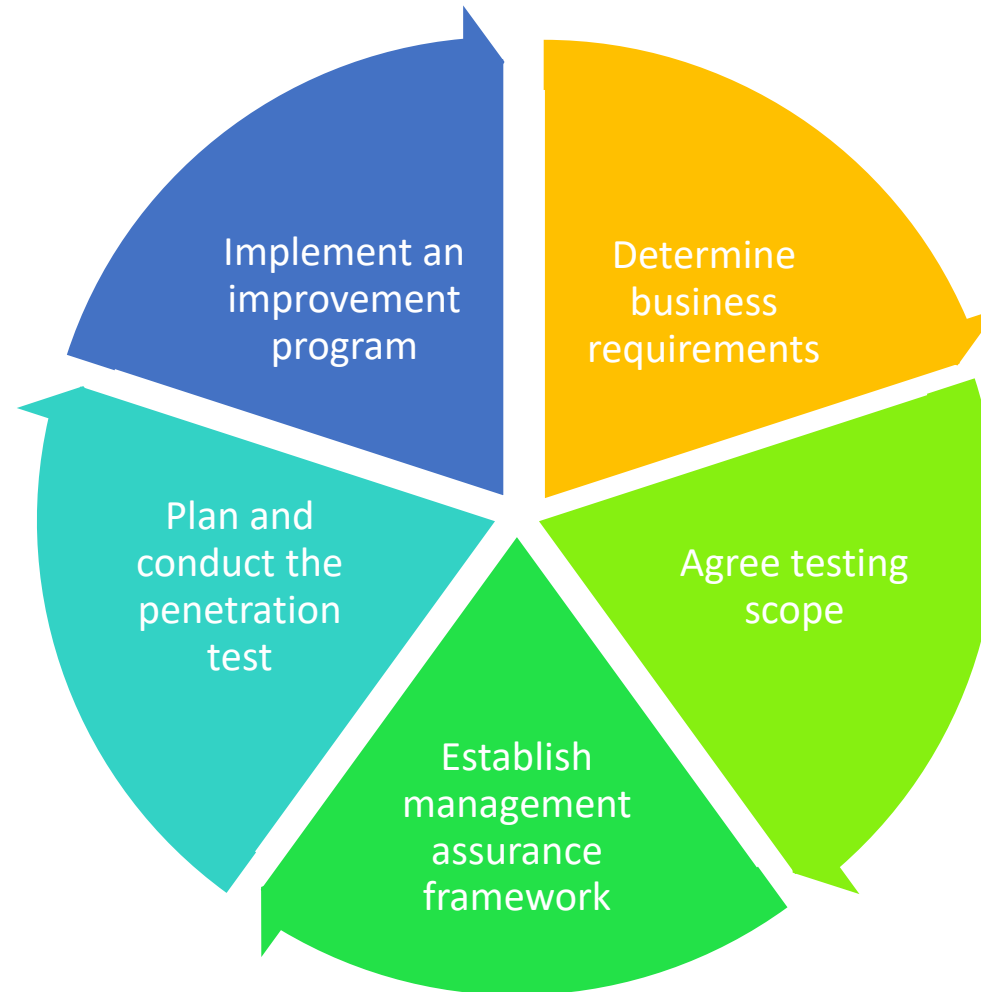 Implement an
improvement
program
Determine
business
requirements
Plan and
conduct the
penetration
test
Agree testing
scope
Establish
management
assurance
framework